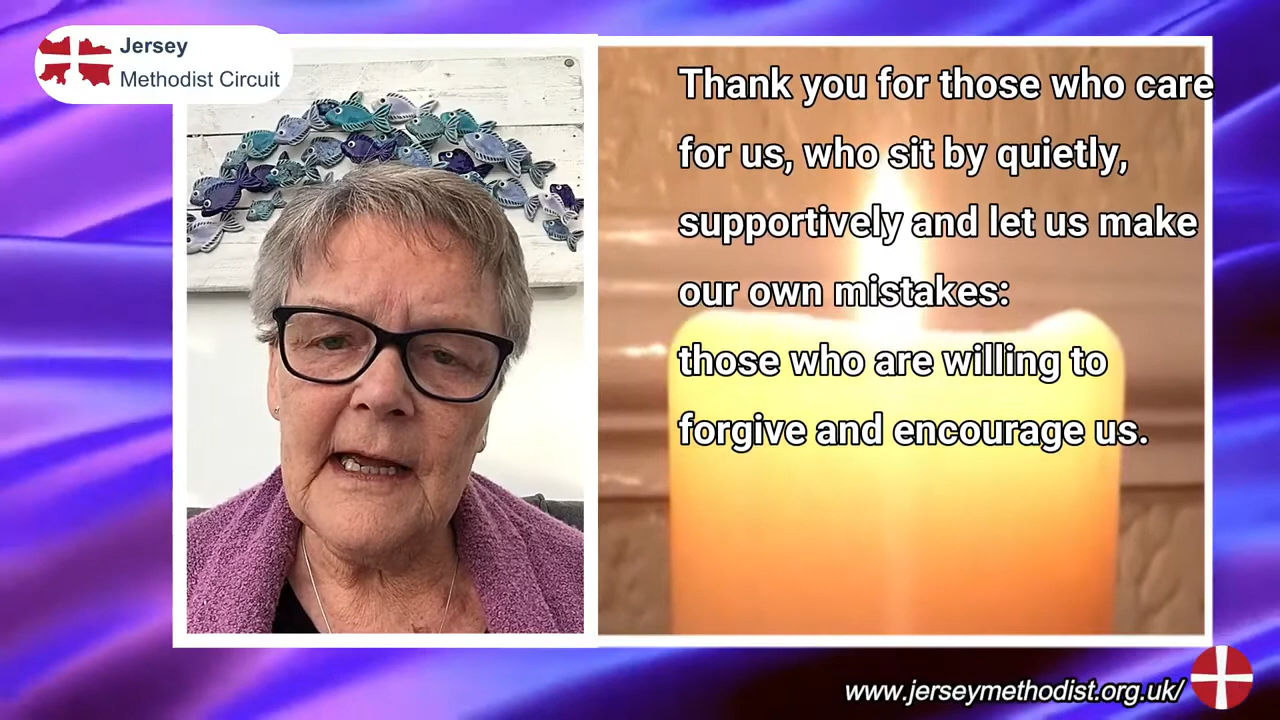 Jersey
Methodist Circuit
Thank you for those who care
for us, who sit by quietly,
supportively and let us make
our own mistakes:
those who are willing to
forgive and encourage us.
www.jerseymethodist.org.uk/